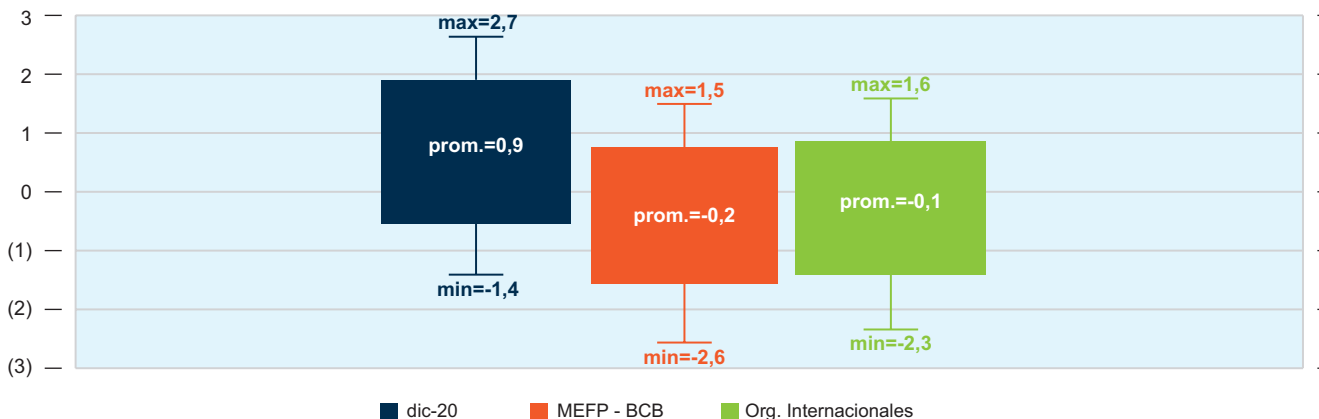 3
max=2,7
2
max=1,5
max=1,6
1
prom.=0,9
0
prom.=-0,2
prom.=-0,1
(1)
min=-1,4
(2)
min=-2,6
min=-2,3
(3)
dic-20 MEFP - BCB Org. Internacionales